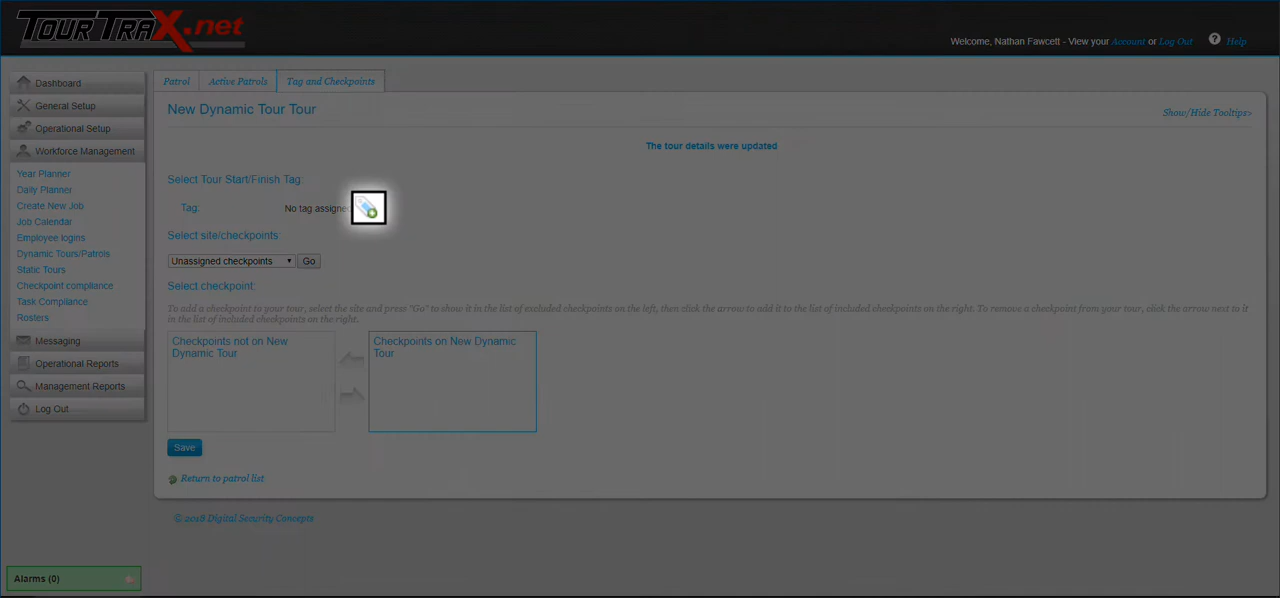 TOURTRAX.net
Welcome, Nathan Fawcett - View your Account or Log Out ? Help
Dashboard
General Setup
Operational Setup
Workforce Management
Year Planner
Daily Planner
Create New Job
Job Calendar
Employee logins
Dynamic Tours/Patrols
Static Tours
Checkpoint compliance
Task Compliance
Rosters
Messaging
Operational Reports
Management Reports
Log Out
Alarms (0)
Patrol Active Patrols Tag and Checkpoints
New Dynamic Tour Tour
Show/Hide Tooltips>
The tour details were updated
Select Tour Start/Finish Tag:
Tag: No tag assigned
Select site/checkpoints:
Unassigned checkpoints Go
Select checkpoint:
To add a checkpoint to your tour, select the site and press "Go" to show it in the list of excluded checkpoints on the left, then click the arrow to add it to the list of included checkpoints on the right. To remove a checkpoint from your tour, click the arrow next to it
in the list of included checkpoints on the right.
Checkpoints not on New
Dynamic Tour
Checkpoints on New Dynamic
Tour
Save
Return to patrol list
© 2018 Digital Security Concepts